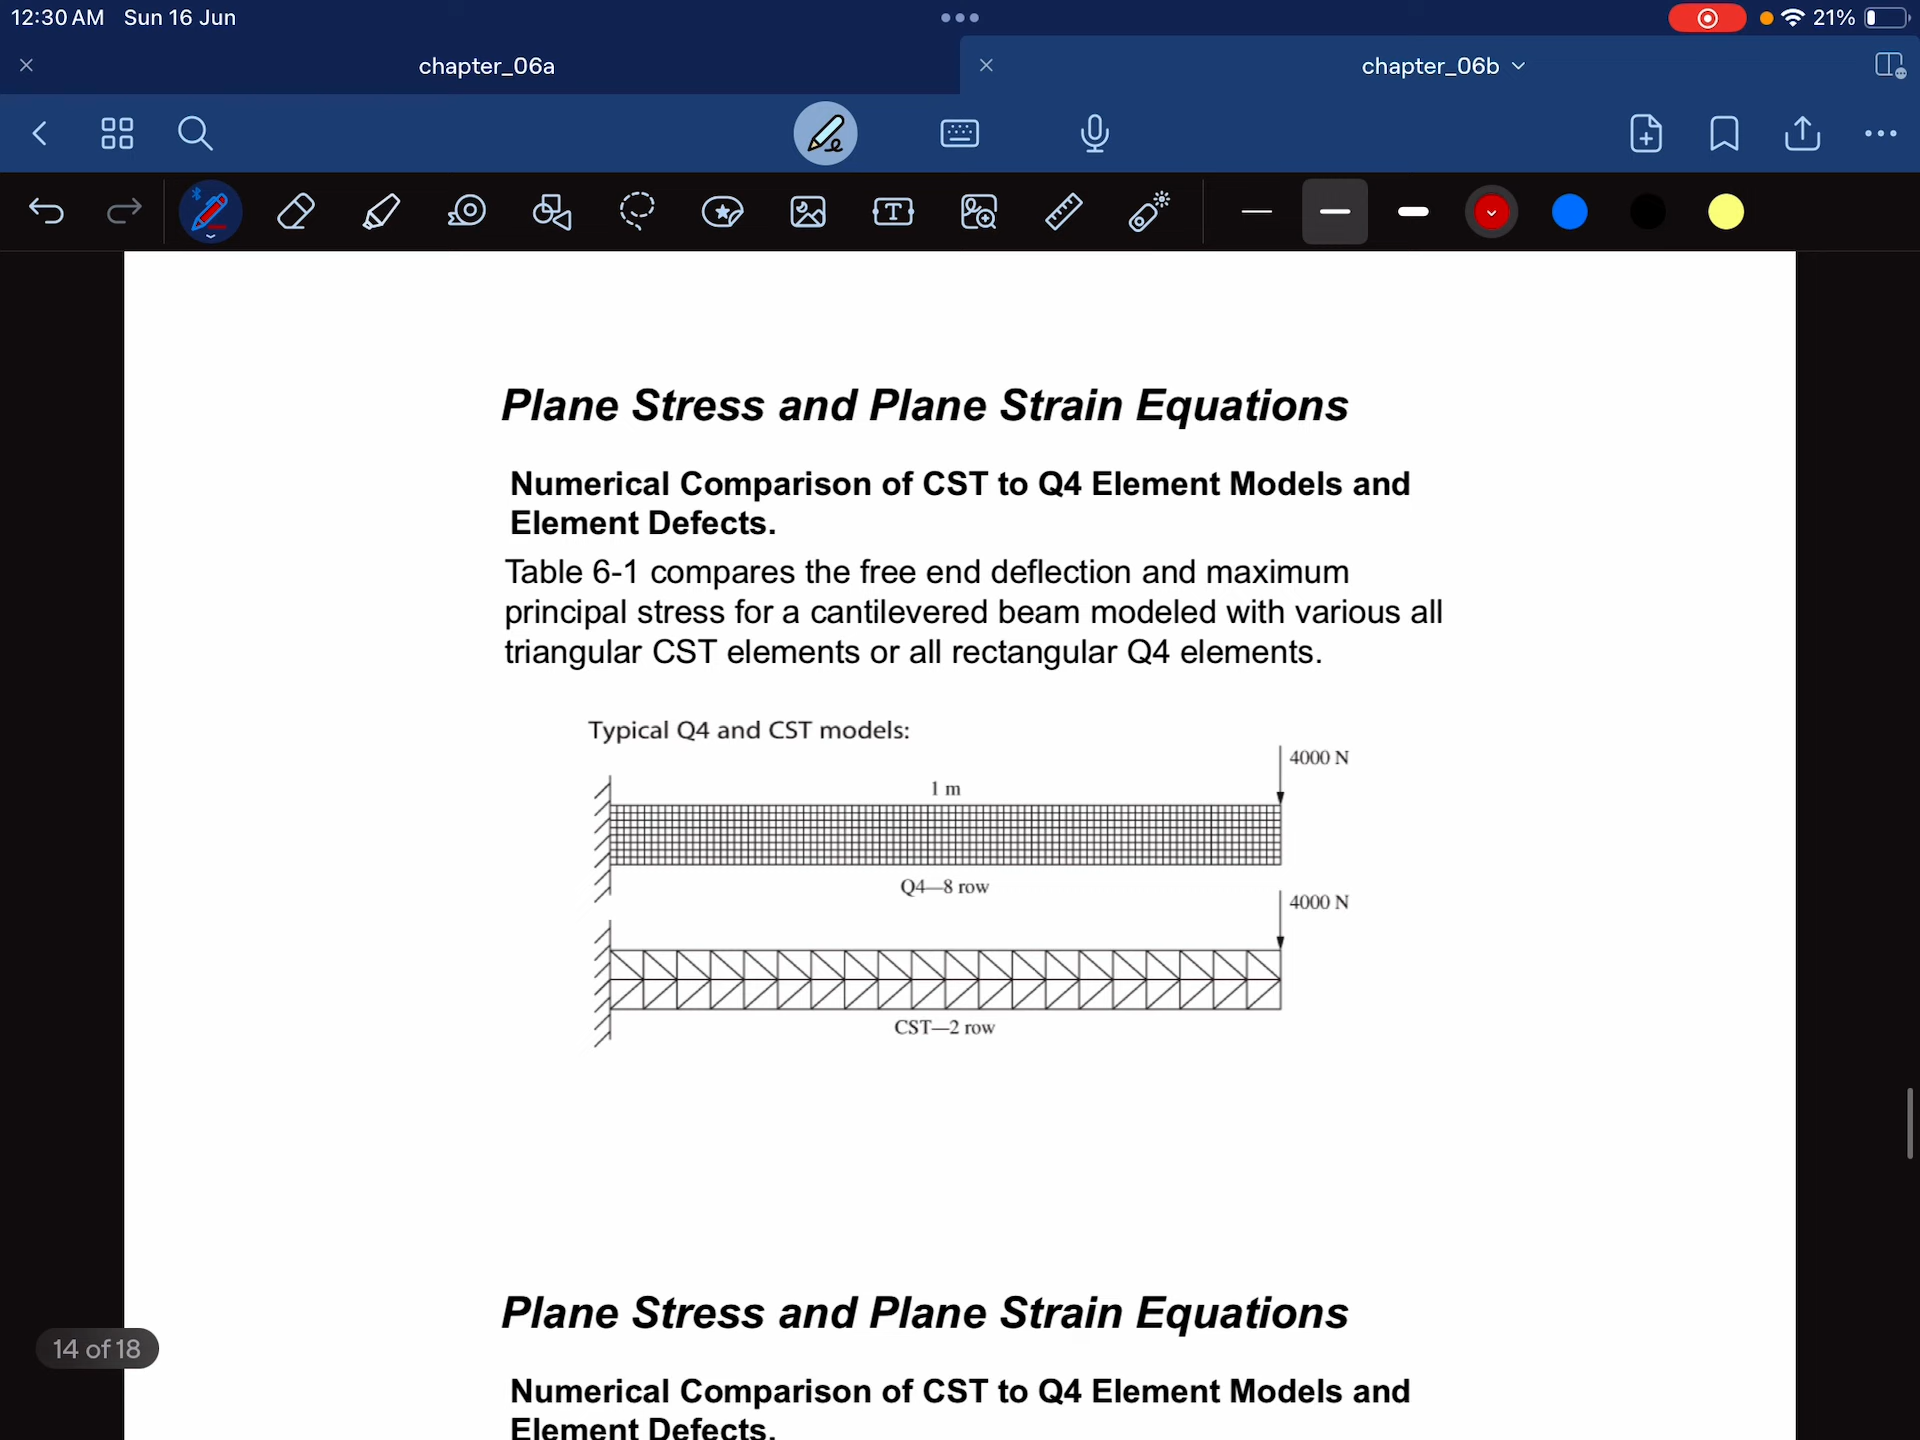 12:30 AM Sun 16 Jun
21%
chapter_06a
chapter_06b
Plane Stress and Plane Strain Equations
Numerical Comparison of CST to Q4 Element Models and
Element Defects.
Table 6-1 compares the free end deflection and maximum
principal stress for a cantilevered beam modeled with various all
triangular CST elements or all rectangular Q4 elements.
Typical Q4 and CST models:
4000 N
1 m
Q4—8 row
4000 N
CST—2 row
Plane Stress and Plane Strain Equations
14 of 18
Numerical Comparison of CST to Q4 Element Models and
Element Defects.